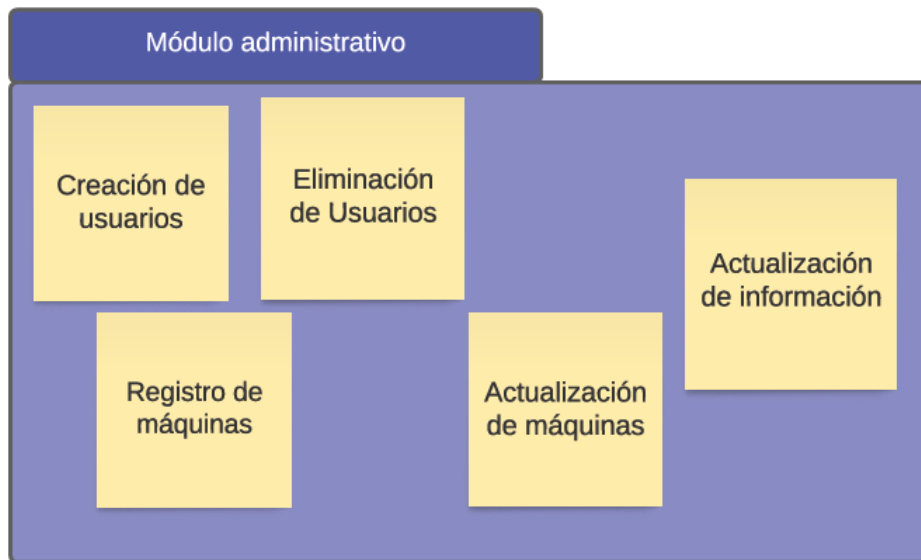 Módulo administrativo
Creación de
usuarios
Eliminación
de Usuarios
Actualización
de información
Registro de
máquinas
Actualización
de máquinas